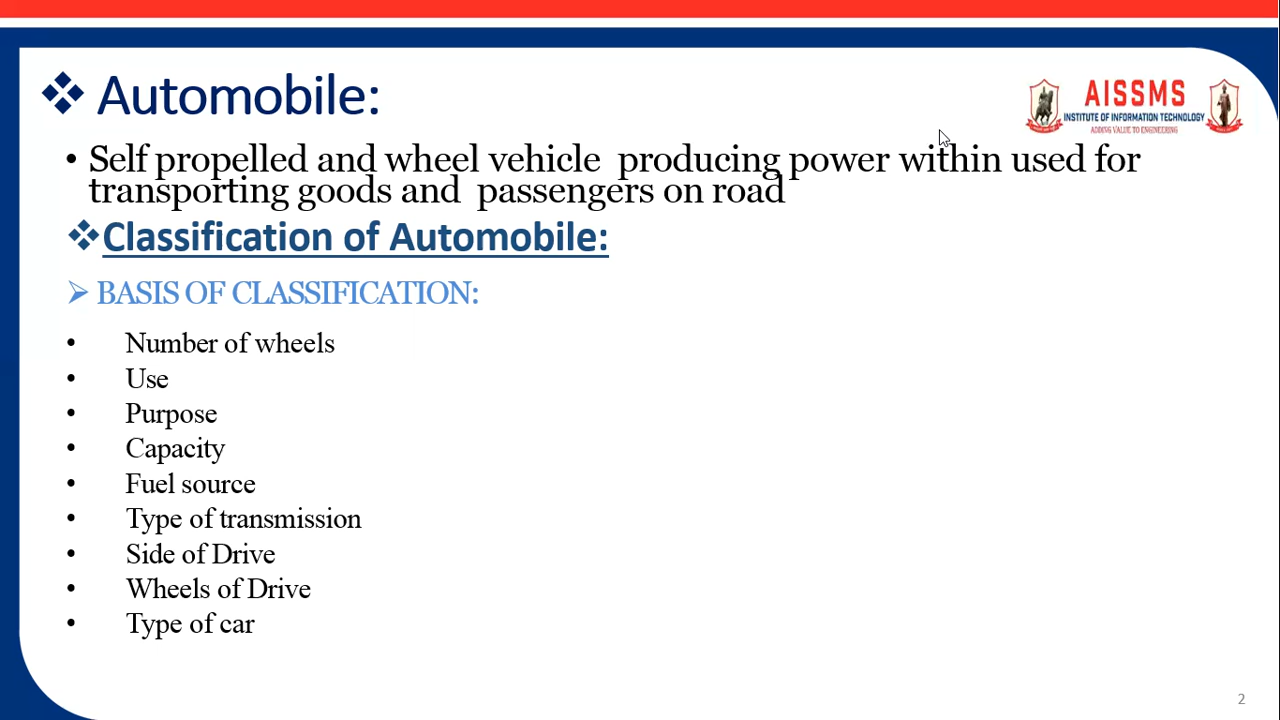 ❖ Automobile:
AISSMS
INSTITUTE OF INFORMATION TECHNOLOGY
ADDING VALUE TO ENGINEERING
• Self propelled and wheel vehicle producing power within used for
transporting goods and passengers on road
❖Classification of Automobile:
➢ BASIS OF CLASSIFICATION:
• Number of wheels
• Use
• Purpose
• Capacity
• Fuel source
• Type of transmission
• Side of Drive
• Wheels of Drive
• Type of car
2